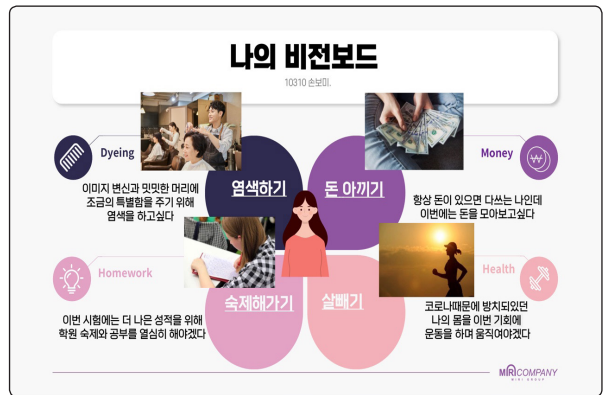 나의 비전보드
10310 손보미.
Dyeing
이미지 변신과 밋밋한 머리에
조금의 특별함을 주기 위해
염색을 하고싶다
염색하기
돈 아끼기
Money
항상 돈이 있으면 다쓰는 나인데
이번에는 돈을 모아보고싶다
Homework
이번 시험에는 더 나은 성적을 위해
학원 숙제와 공부를 열심히 해야겠다
숙제해가기
살빼기
Health
코로나때문에 방치되있던
나의 몸을 이번 기회에
운동을 하며 움직여야겠다
MIRICOMPANY
MIRI GROUP